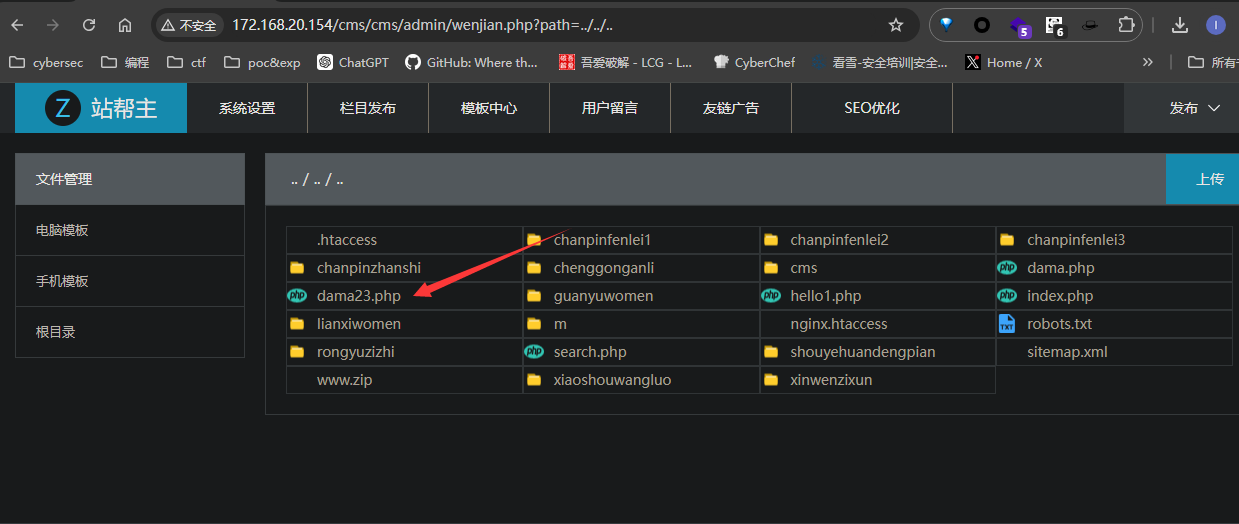 不安全 172.168.20.154/cms/cms/admin/wenjian.php?path=../../.. 5 6 I
cybersec 编程 ctf poc&exp ChatGPT GitHub: Where th... 吾爱破解 - LCG - L... CyberChef 看雪-安全培训|安全... Home / X » 所有
Z 站帮主 系统设置 栏目发布 模板中心 用户留言 友链广告 SEO优化 发布
文件管理 .. / .. / .. 上传
电脑模板
手机模板
根目录
.htaccess chanpinfenlei1 chanpinfenlei2 chanpinfenlei3
chanpinzhanshi chenggonganli cms php dama.php
php dama23.php guanyuwomen php hello1.php php index.php
lianxiwomen m nginx.htaccess TXT robots.txt
rongyuzizhi php search.php shouyehuandengpian sitemap.xml
www.zip xiaoshouwangluo xinwenzixun